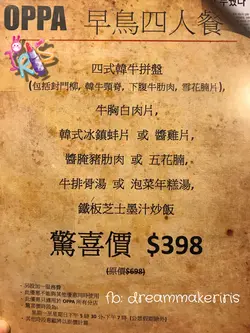 OPPA 早鳥四人餐
四式韓牛拼盤
(包括封門柳, 韓牛頸脊, 下腹牛肋肉, 雪花腩片),
牛胸白肉片,
韓式冰鎮蚌片 或 醬雞片,
醬腌豬肋肉 或 五花腩,
牛排骨湯 或 泡菜年糕湯,
鐵板芝士墨汁炒飯
驚喜價 $398
(原價$698)
fb: dreammakerins